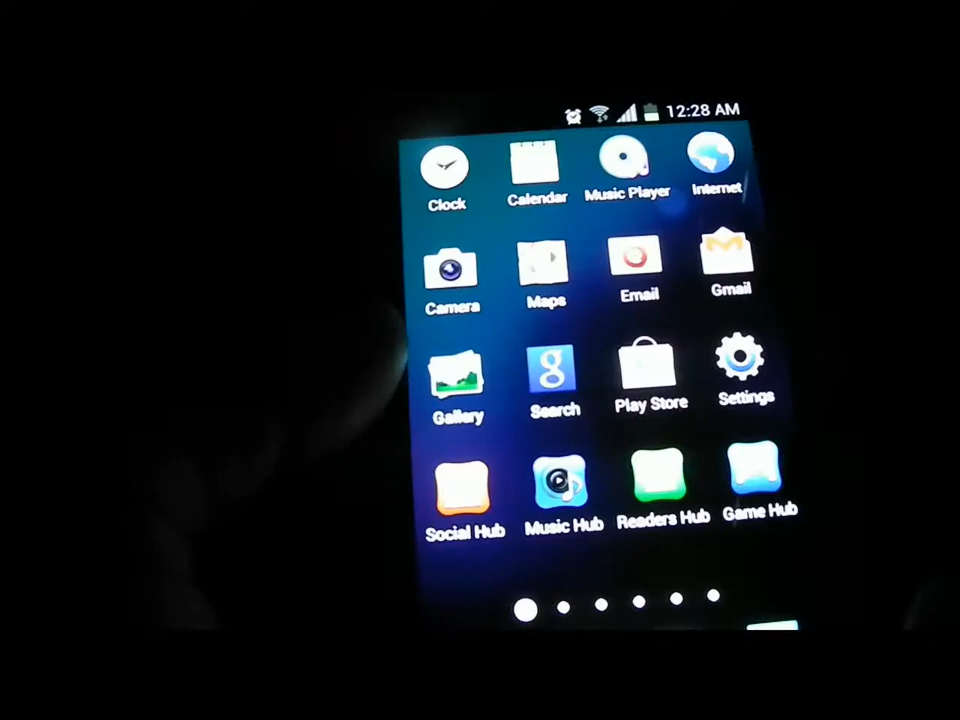 12:28 AM
Clock Calendar Music Player Internet
Camera Maps Email Gmail
Gallery Search Play Store Settings
Social Hub Music Hub Readers Hub Game Hub